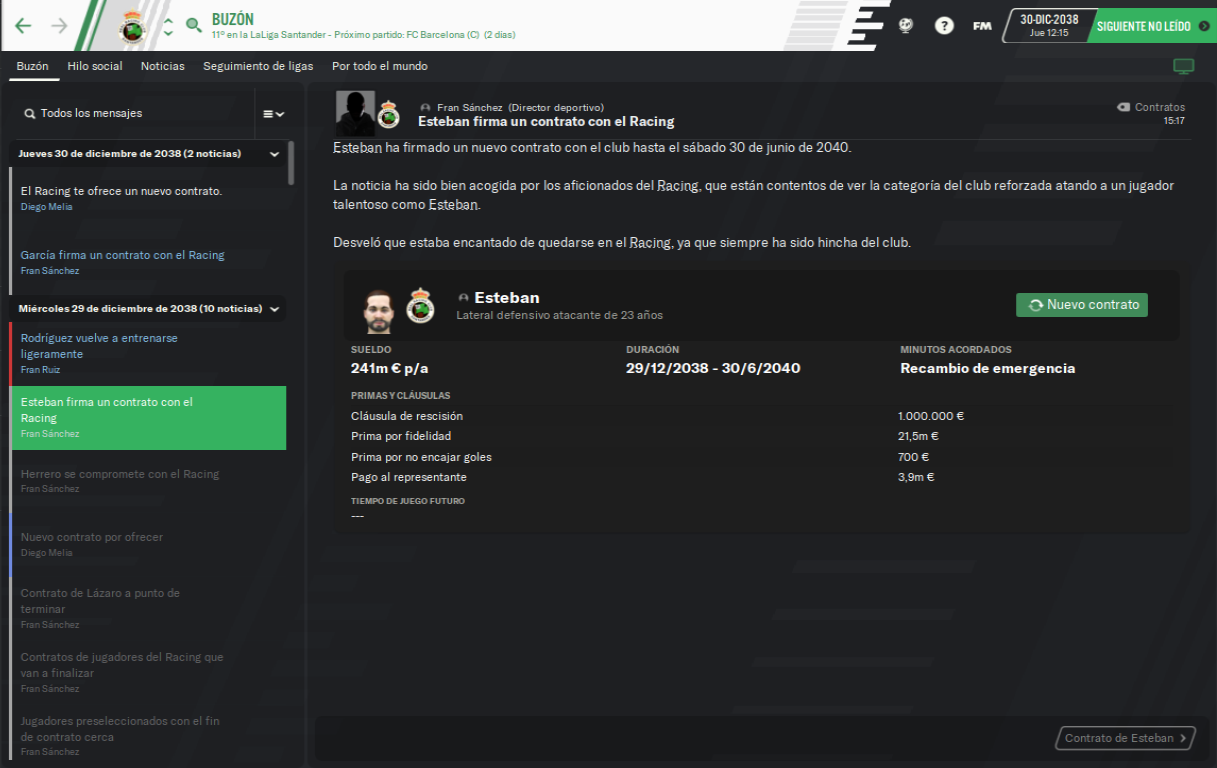 BUZÓN
11º en la LaLiga Santander - Próximo partido: FC Barcelona (C) (2 dias)
?
FM
30-DIC-2038
Jue 12:15
SIGUIENTE NO LEÍDO
Buzón Hilo social Noticias Seguimiento de ligas Por todo el mundo
Todos los mensajes
Jueves 30 de diciembre de 2038 (2 noticias)
El Racing te ofrece un nuevo contrato.
Diego Melia
García firma un contrato con el Racing
Fran Sánchez
Miércoles 29 de diciembre de 2038 (10 noticias)
Rodríguez vuelve a entrenarse
ligeramente
Fran Ruiz
Esteban firma un contrato con el
Racing
Fran Sánchez
Herrero se compromete con el Racing
Fran Sánchez
Nuevo contrato por ofrecer
Diego Melia
Contrato de Lázaro a punto de
terminar
Fran Sánchez
Contratos de jugadores del Racing que
van a finalizar
Fran Sánchez
Jugadores preseleccionados con el fin
de contrato cerca
Fran Sánchez
Fran Sánchez (Director deportivo)
Esteban firma un contrato con el Racing
Contratos
15:17
Esteban ha firmado un nuevo contrato con el club hasta el sábado 30 de junio de 2040.
La noticia ha sido bien acogida por los aficionados del Racing, que están contentos de ver la categoría del club reforzada atando a un jugador
talentoso como Esteban.
Desveló que estaba encantado de quedarse en el Racing, ya que siempre ha sido hincha del club.
Esteban
Lateral defensivo atacante de 23 años
Nuevo contrato
SUELDO DURACIÓN MINUTOS ACORDADOS
241m € p/a 29/12/2038 - 30/6/2040 Recambio de emergencia
PRIMAS Y CLÁUSULAS
Cláusula de rescisión 1.000.000 €
Prima por fidelidad 21,5m €
Prima por no encajar goles 700 €
Pago al representante 3,9m €
TIEMPO DE JUEGO FUTURO
---
Contrato de Esteban